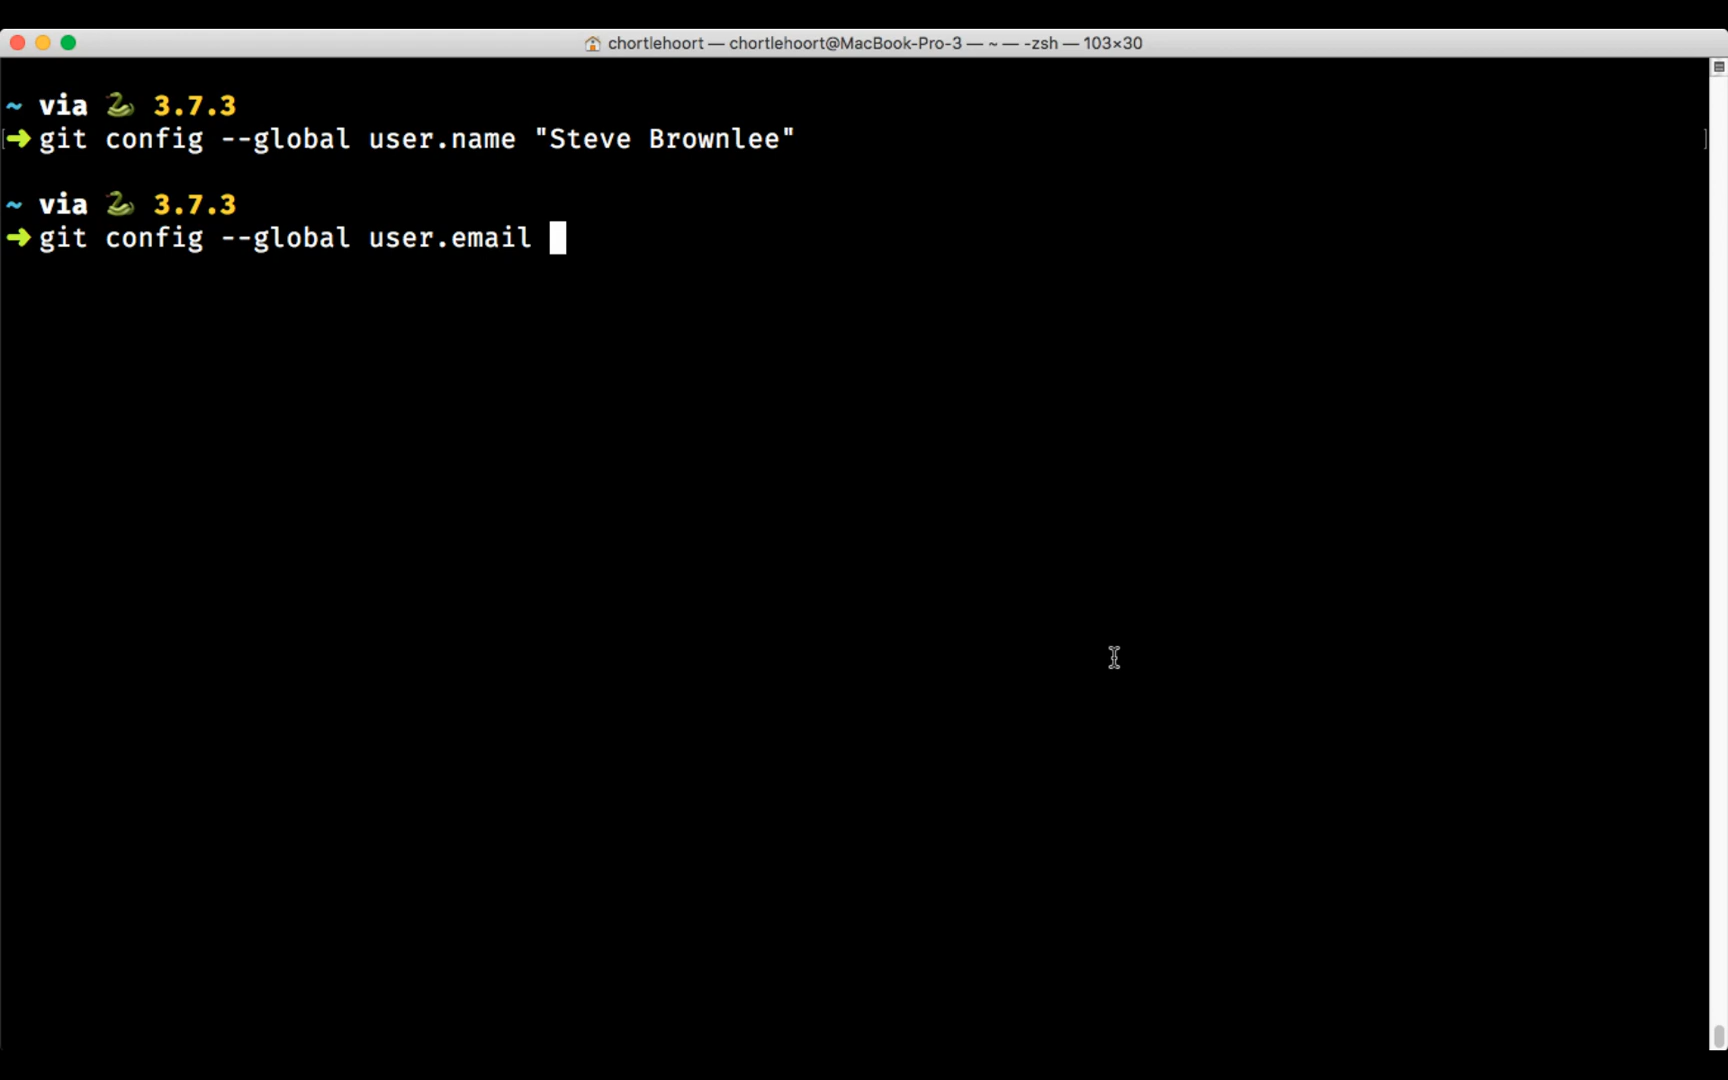 chortlehoort — chortlehoort@MacBook-Pro-3 — ~ — -zsh — 103×30
~ via 🐍 3.7.3
➜ git config --global user.name "Steve Brownlee"
~ via 🐍 3.7.3
➜ git config --global user.email